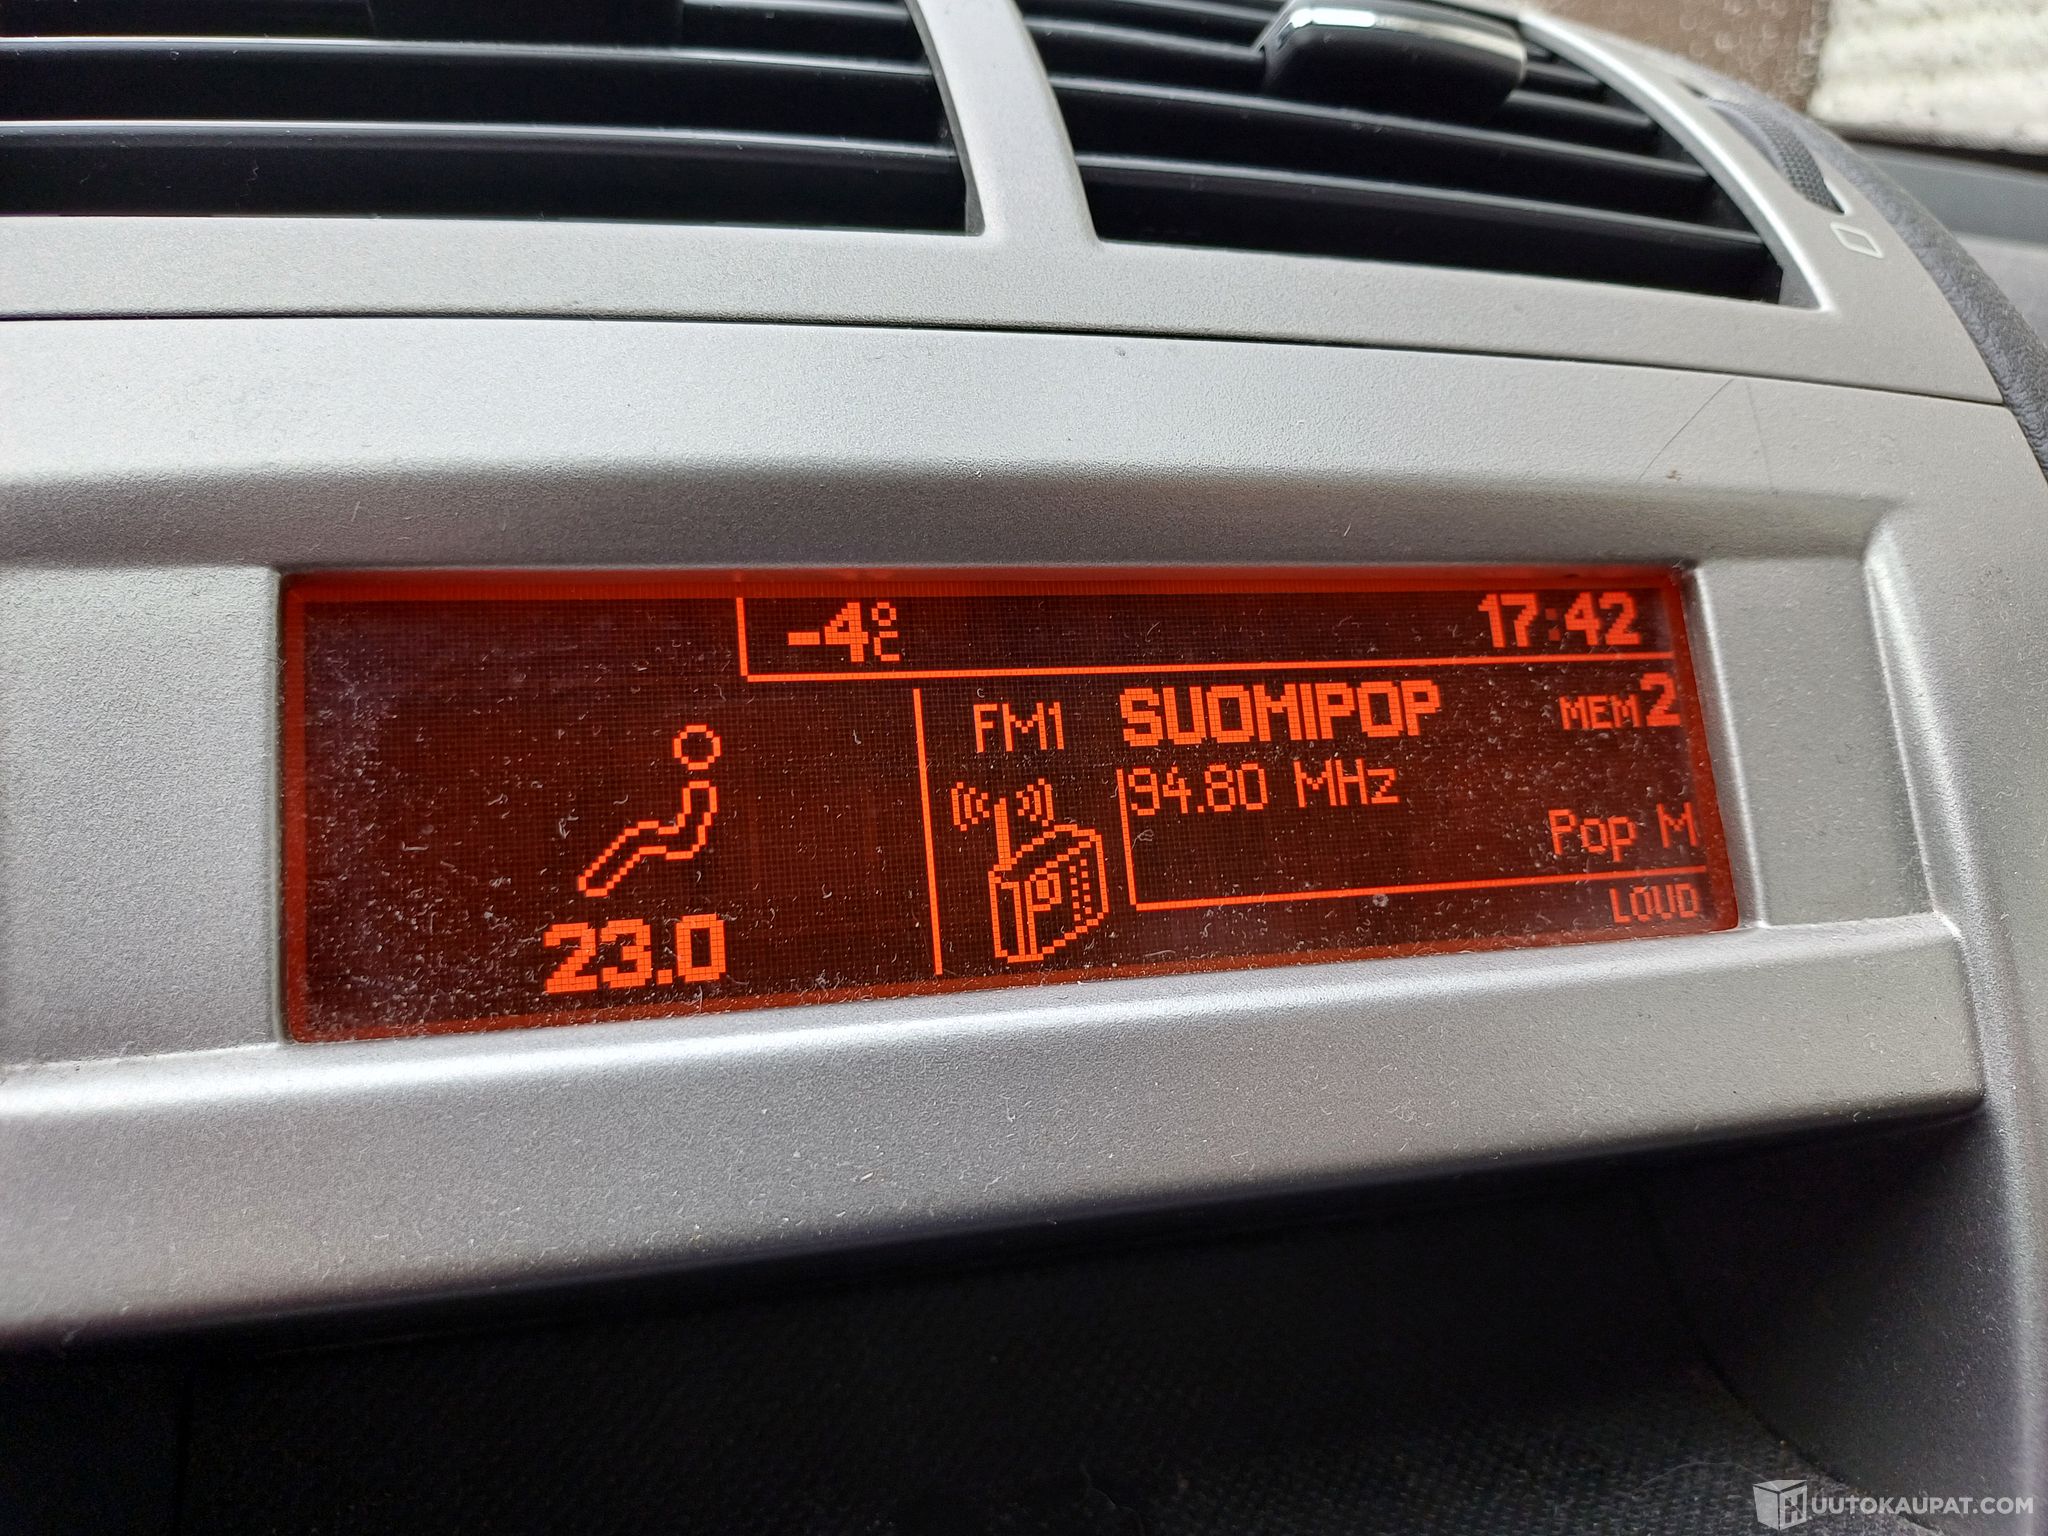 -4°C 17:42
FM1 SUOMIPOP MEM2
94.80 MHz
Pop M
LOUD
23.0
HUUTOKAUPAT.COM